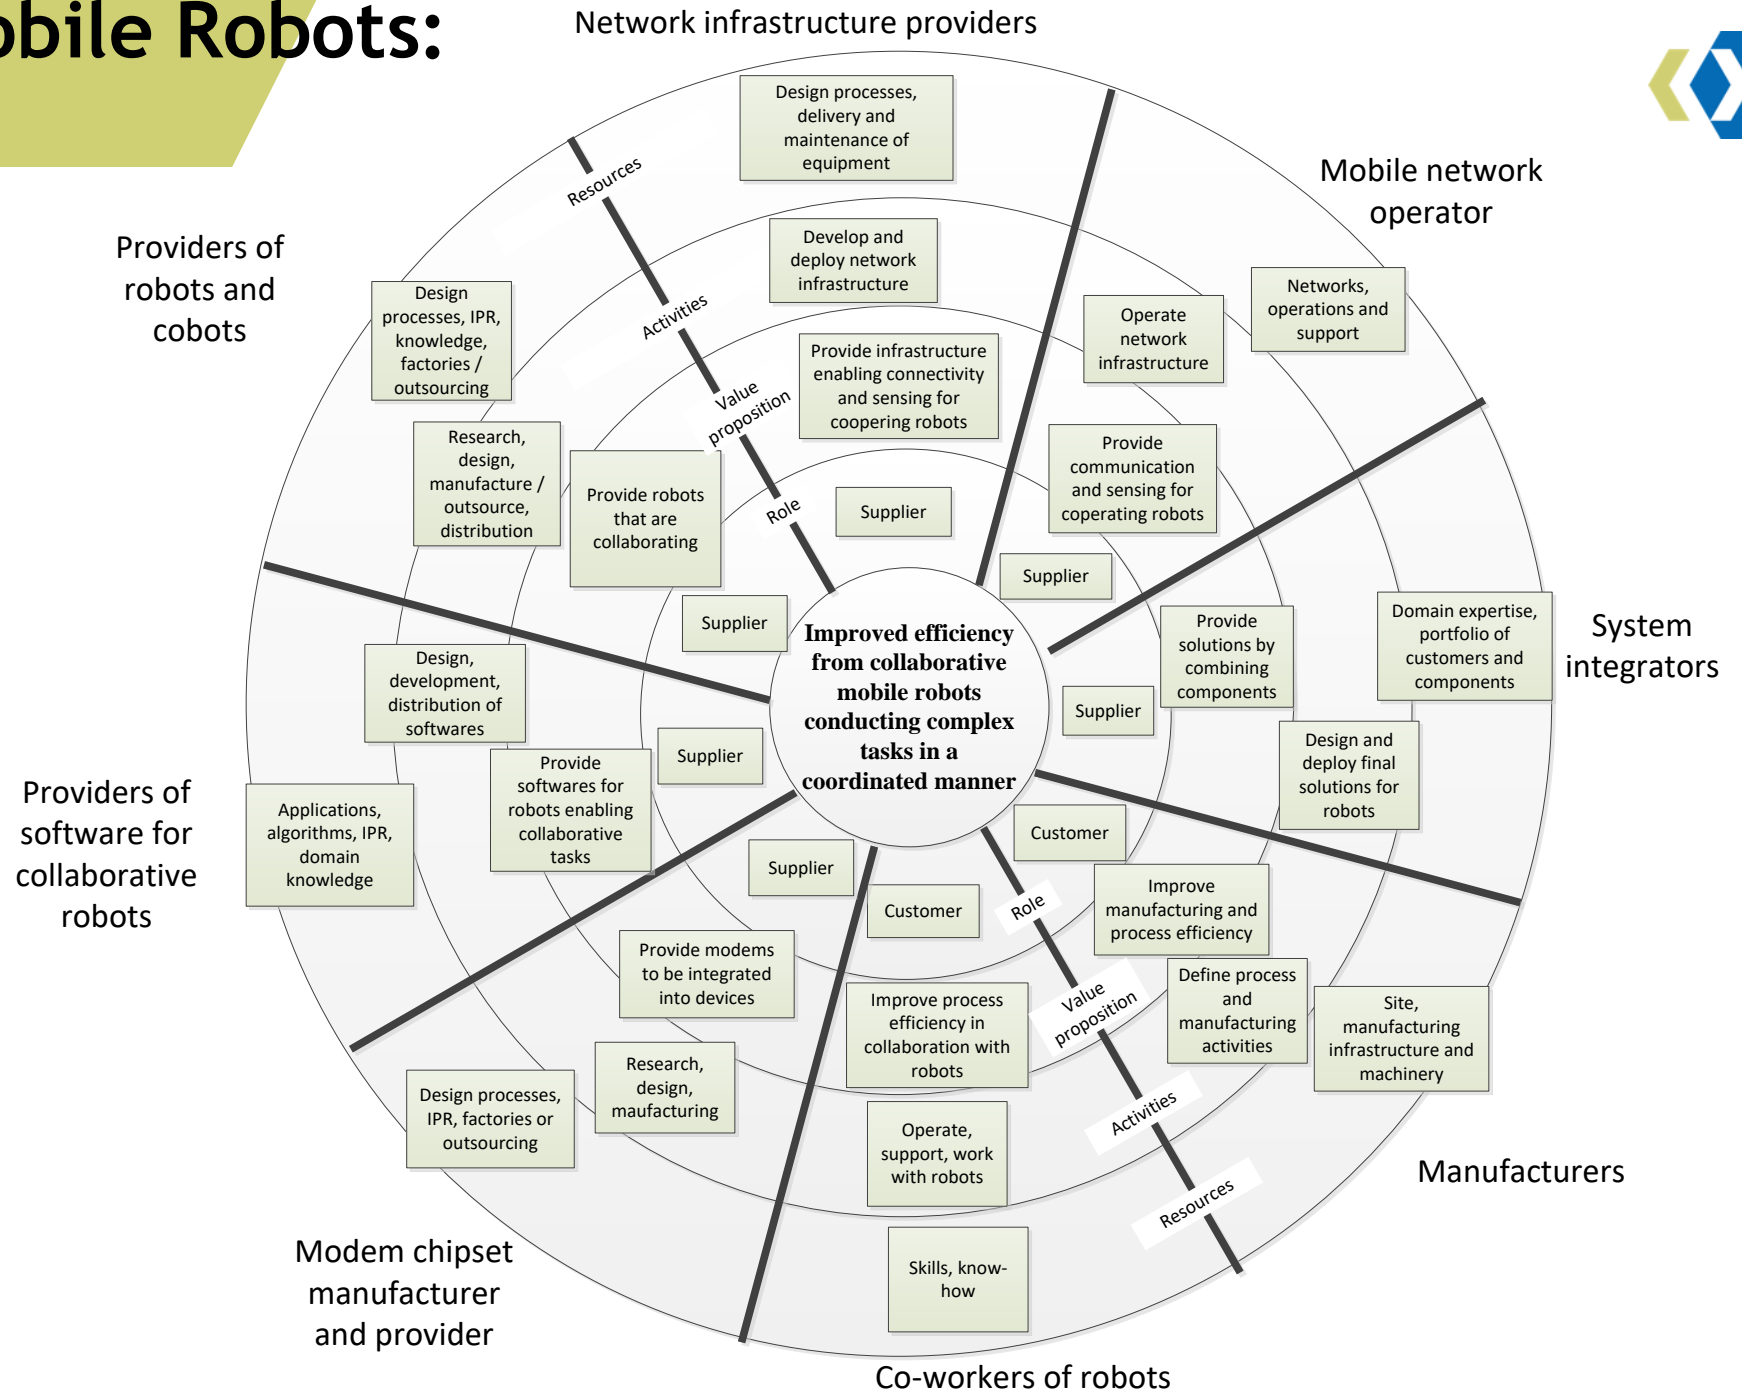 obile Robots:
Network infrastructure providers
Design processes,
delivery and
maintenance of
equipment
Develop and
deploy network
infrastructure
Provide infrastructure
enabling connectivity
and sensing for
coopering robots
Supplier
Mobile network
operator
Networks,
operations and
support
Operate
network
infrastructure
Provide
communication
and sensing for
coperating robots
Supplier
System
integrators
Domain expertise,
portfolio of
customers and
components
Design and
deploy final
solutions for
robots
Provide
solutions by
combining
components
Supplier
Manufacturers
Site,
manufacturing
infrastructure and
machinery
Define process
and
manufacturing
activities
Improve
manufacturing and
process efficiency
Customer
Role
Value
proposition
Activities
Resources
Co-workers of robots
Skills, know-
how
Operate,
support, work
with robots
Improve process
efficiency in
collaboration with
robots
Customer
Modem chipset
manufacturer
and provider
Design processes,
IPR, factories or
outsourcing
Research,
design,
maufacturing
Provide modems
to be integrated
into devices
Supplier
Providers of
software for
collaborative
robots
Applications,
algorithms, IPR,
domain
knowledge
Design,
development,
distribution of
softwares
Provide
softwares for
robots enabling
collaborative
tasks
Supplier
Providers of
robots and
cobots
Design
processes, IPR,
knowledge,
factories /
outsourcing
Research,
design,
manufacture /
outsource,
distribution
Provide robots
that are
collaborating
Supplier
Resources
Activities
Value
proposition
Role
Improved efficiency
from collaborative
mobile robots
conducting complex
tasks in a
coordinated manner